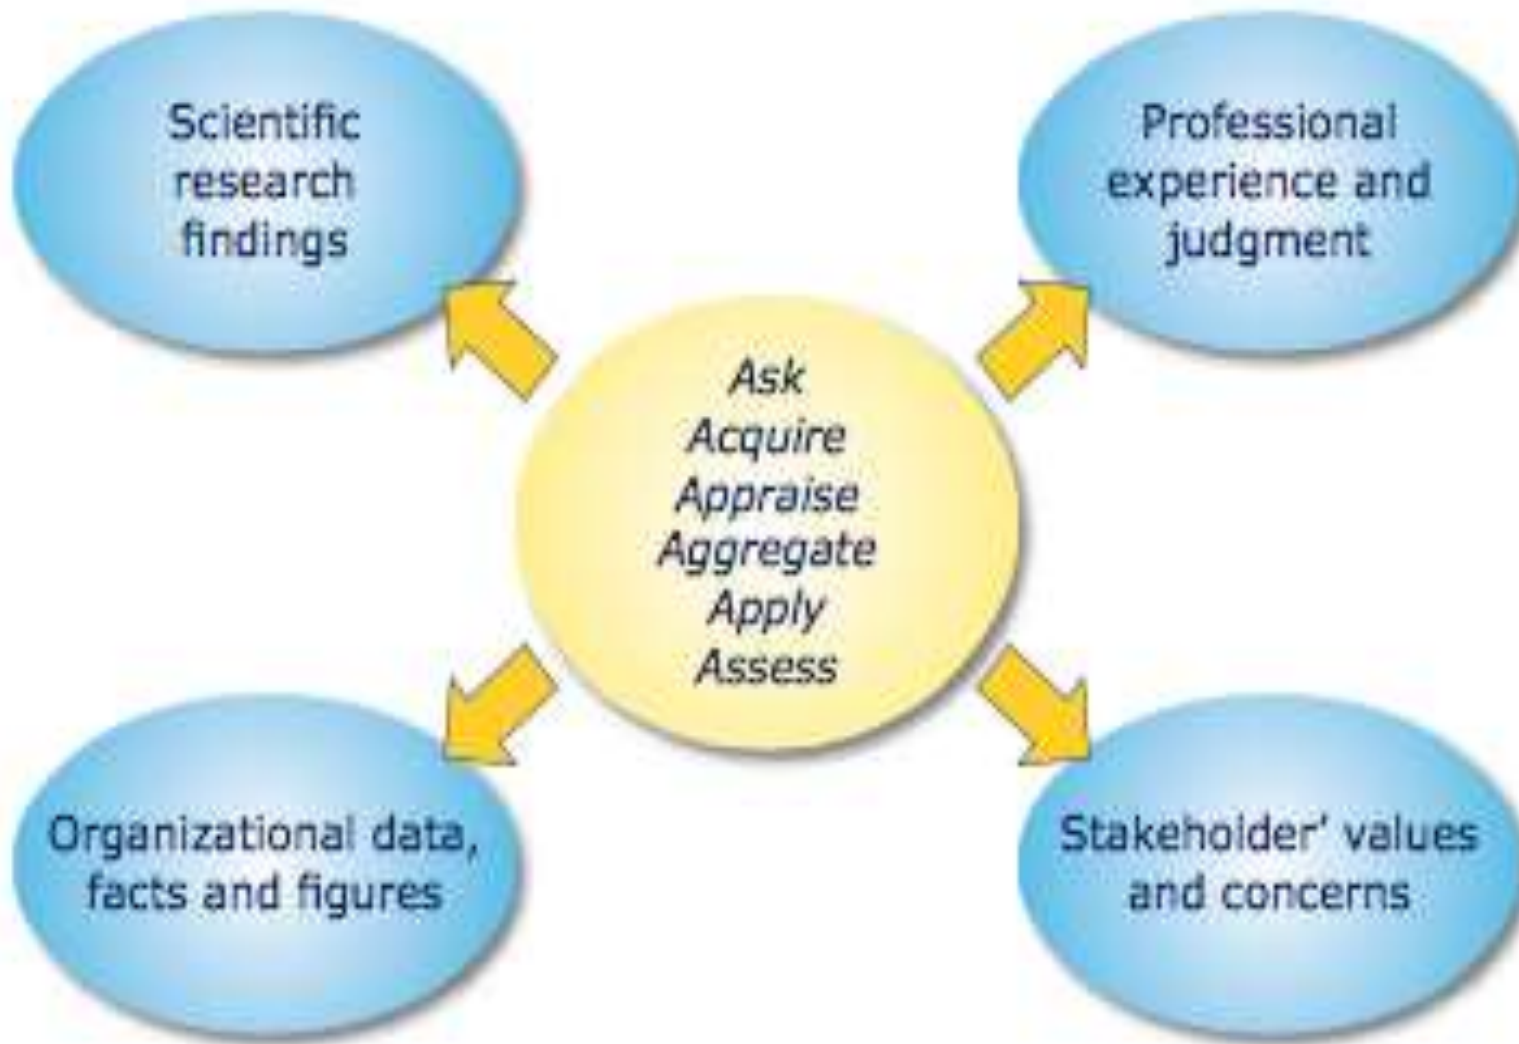 Scientific
research
findings
Professional
experience and
judgment
Ask
Acquire
Appraise
Aggregate
Apply
Assess
Organizational data,
facts and figures
Stakeholder’ values
and concerns